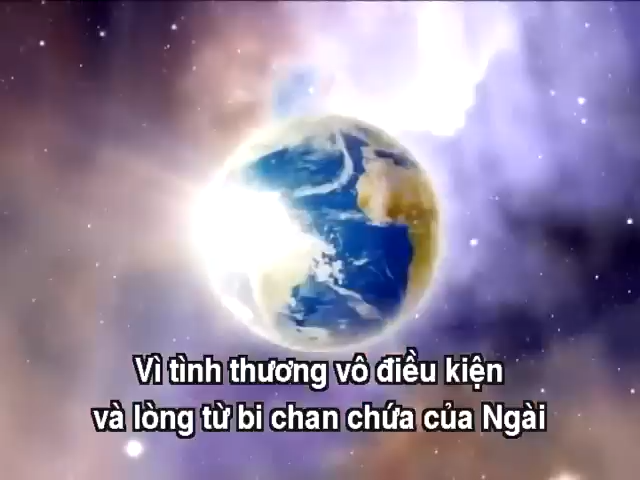 Vì tình thương vô điều kiện
và lòng từ bi chan chứa của Ngài